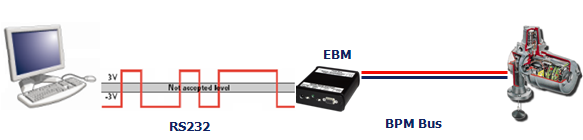 EBM
3V
Not accepted level
-3V
RS232
BPM Bus